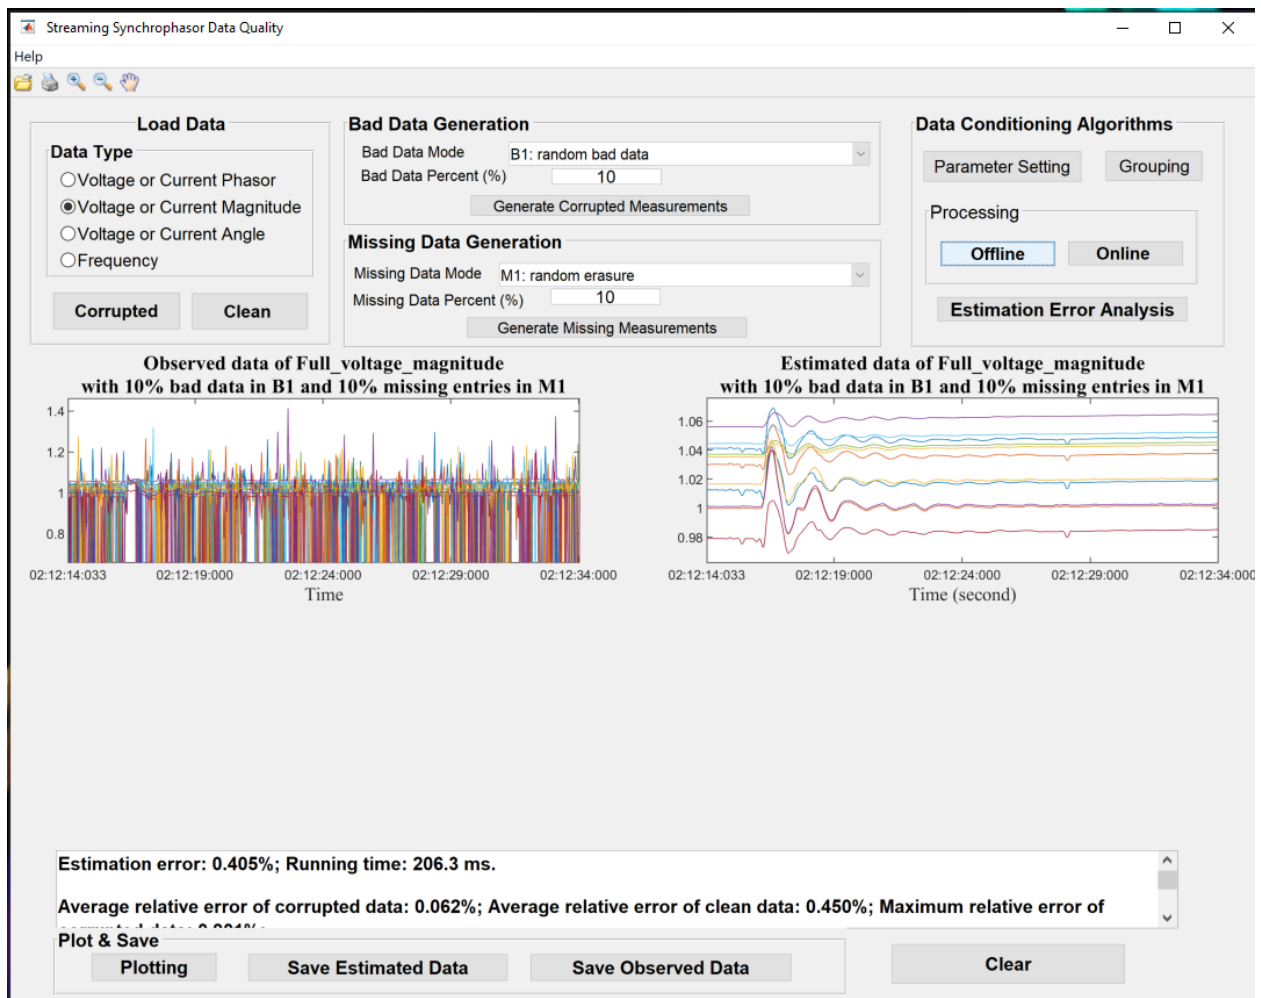 Streaming Synchrophasor Data Quality
Help
Load Data
Data Type
Voltage or Current Phasor
Voltage or Current Magnitude
Voltage or Current Angle
Frequency
Corrupted
Clean
Bad Data Generation
Bad Data Mode
B1: random bad data
Bad Data Percent (%)
10
Generate Corrupted Measurements
Missing Data Generation
Missing Data Mode
M1: random erasure
Missing Data Percent (%)
10
Generate Missing Measurements
Data Conditioning Algorithms
Parameter Setting
Grouping
Processing
Offline
Online
Estimation Error Analysis
Observed data of Full_voltage_magnitude
with 10% bad data in B1 and 10% missing entries in M1
1.4
1.2
1
0.8
02:12:14:033
02:12:19:000
02:12:24:000
02:12:29:000
02:12:34:000
Time
Estimated data of Full_voltage_magnitude
with 10% bad data in B1 and 10% missing entries in M1
1.06
1.04
1.02
1
0.98
02:12:14:033
02:12:19:000
02:12:24:000
02:12:29:000
02:12:34:000
Time (second)
Estimation error: 0.405%; Running time: 206.3 ms.
Average relative error of corrupted data: 0.062%; Average relative error of clean data: 0.450%; Maximum relative error of
Plot & Save
Plotting
Save Estimated Data
Save Observed Data
Clear